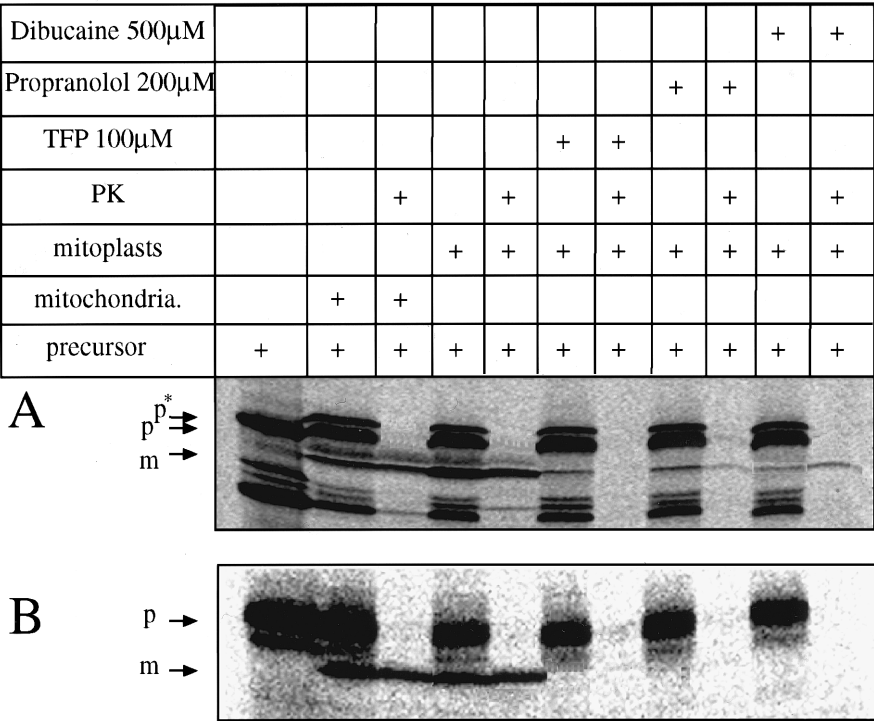 Dibucaine 500µM + +
Propranolol 200µM + +
TFP 100µM + +
PK + + + + +
mitoplasts + + + + + + + +
mitochondria. + +
precursor + + + + + + + + + + +
A
p*
p
m
B
p
m